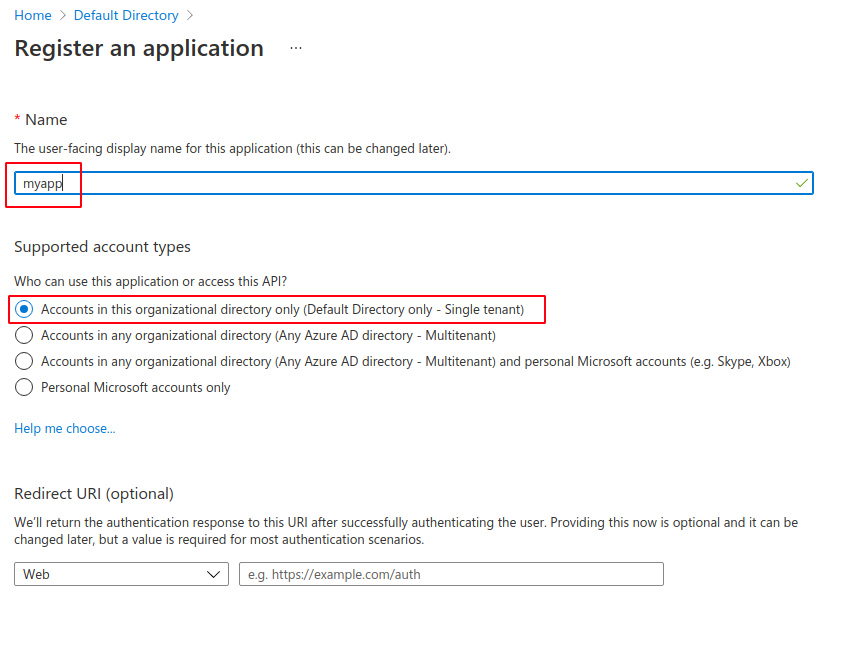 Home > Default Directory >
Register an application ...
* Name
The user-facing display name for this application (this can be changed later).
myapp
Supported account types
Who can use this application or access this API?
Accounts in this organizational directory only (Default Directory only - Single tenant)
Accounts in any organizational directory (Any Azure AD directory - Multitenant)
Accounts in any organizational directory (Any Azure AD directory - Multitenant) and personal Microsoft accounts (e.g. Skype, Xbox)
Personal Microsoft accounts only
Help me choose...
Redirect URI (optional)
We'll return the authentication response to this URI after successfully authenticating the user. Providing this now is optional and it can be
changed later, but a value is required for most authentication scenarios.
Web e.g. https://example.com/auth